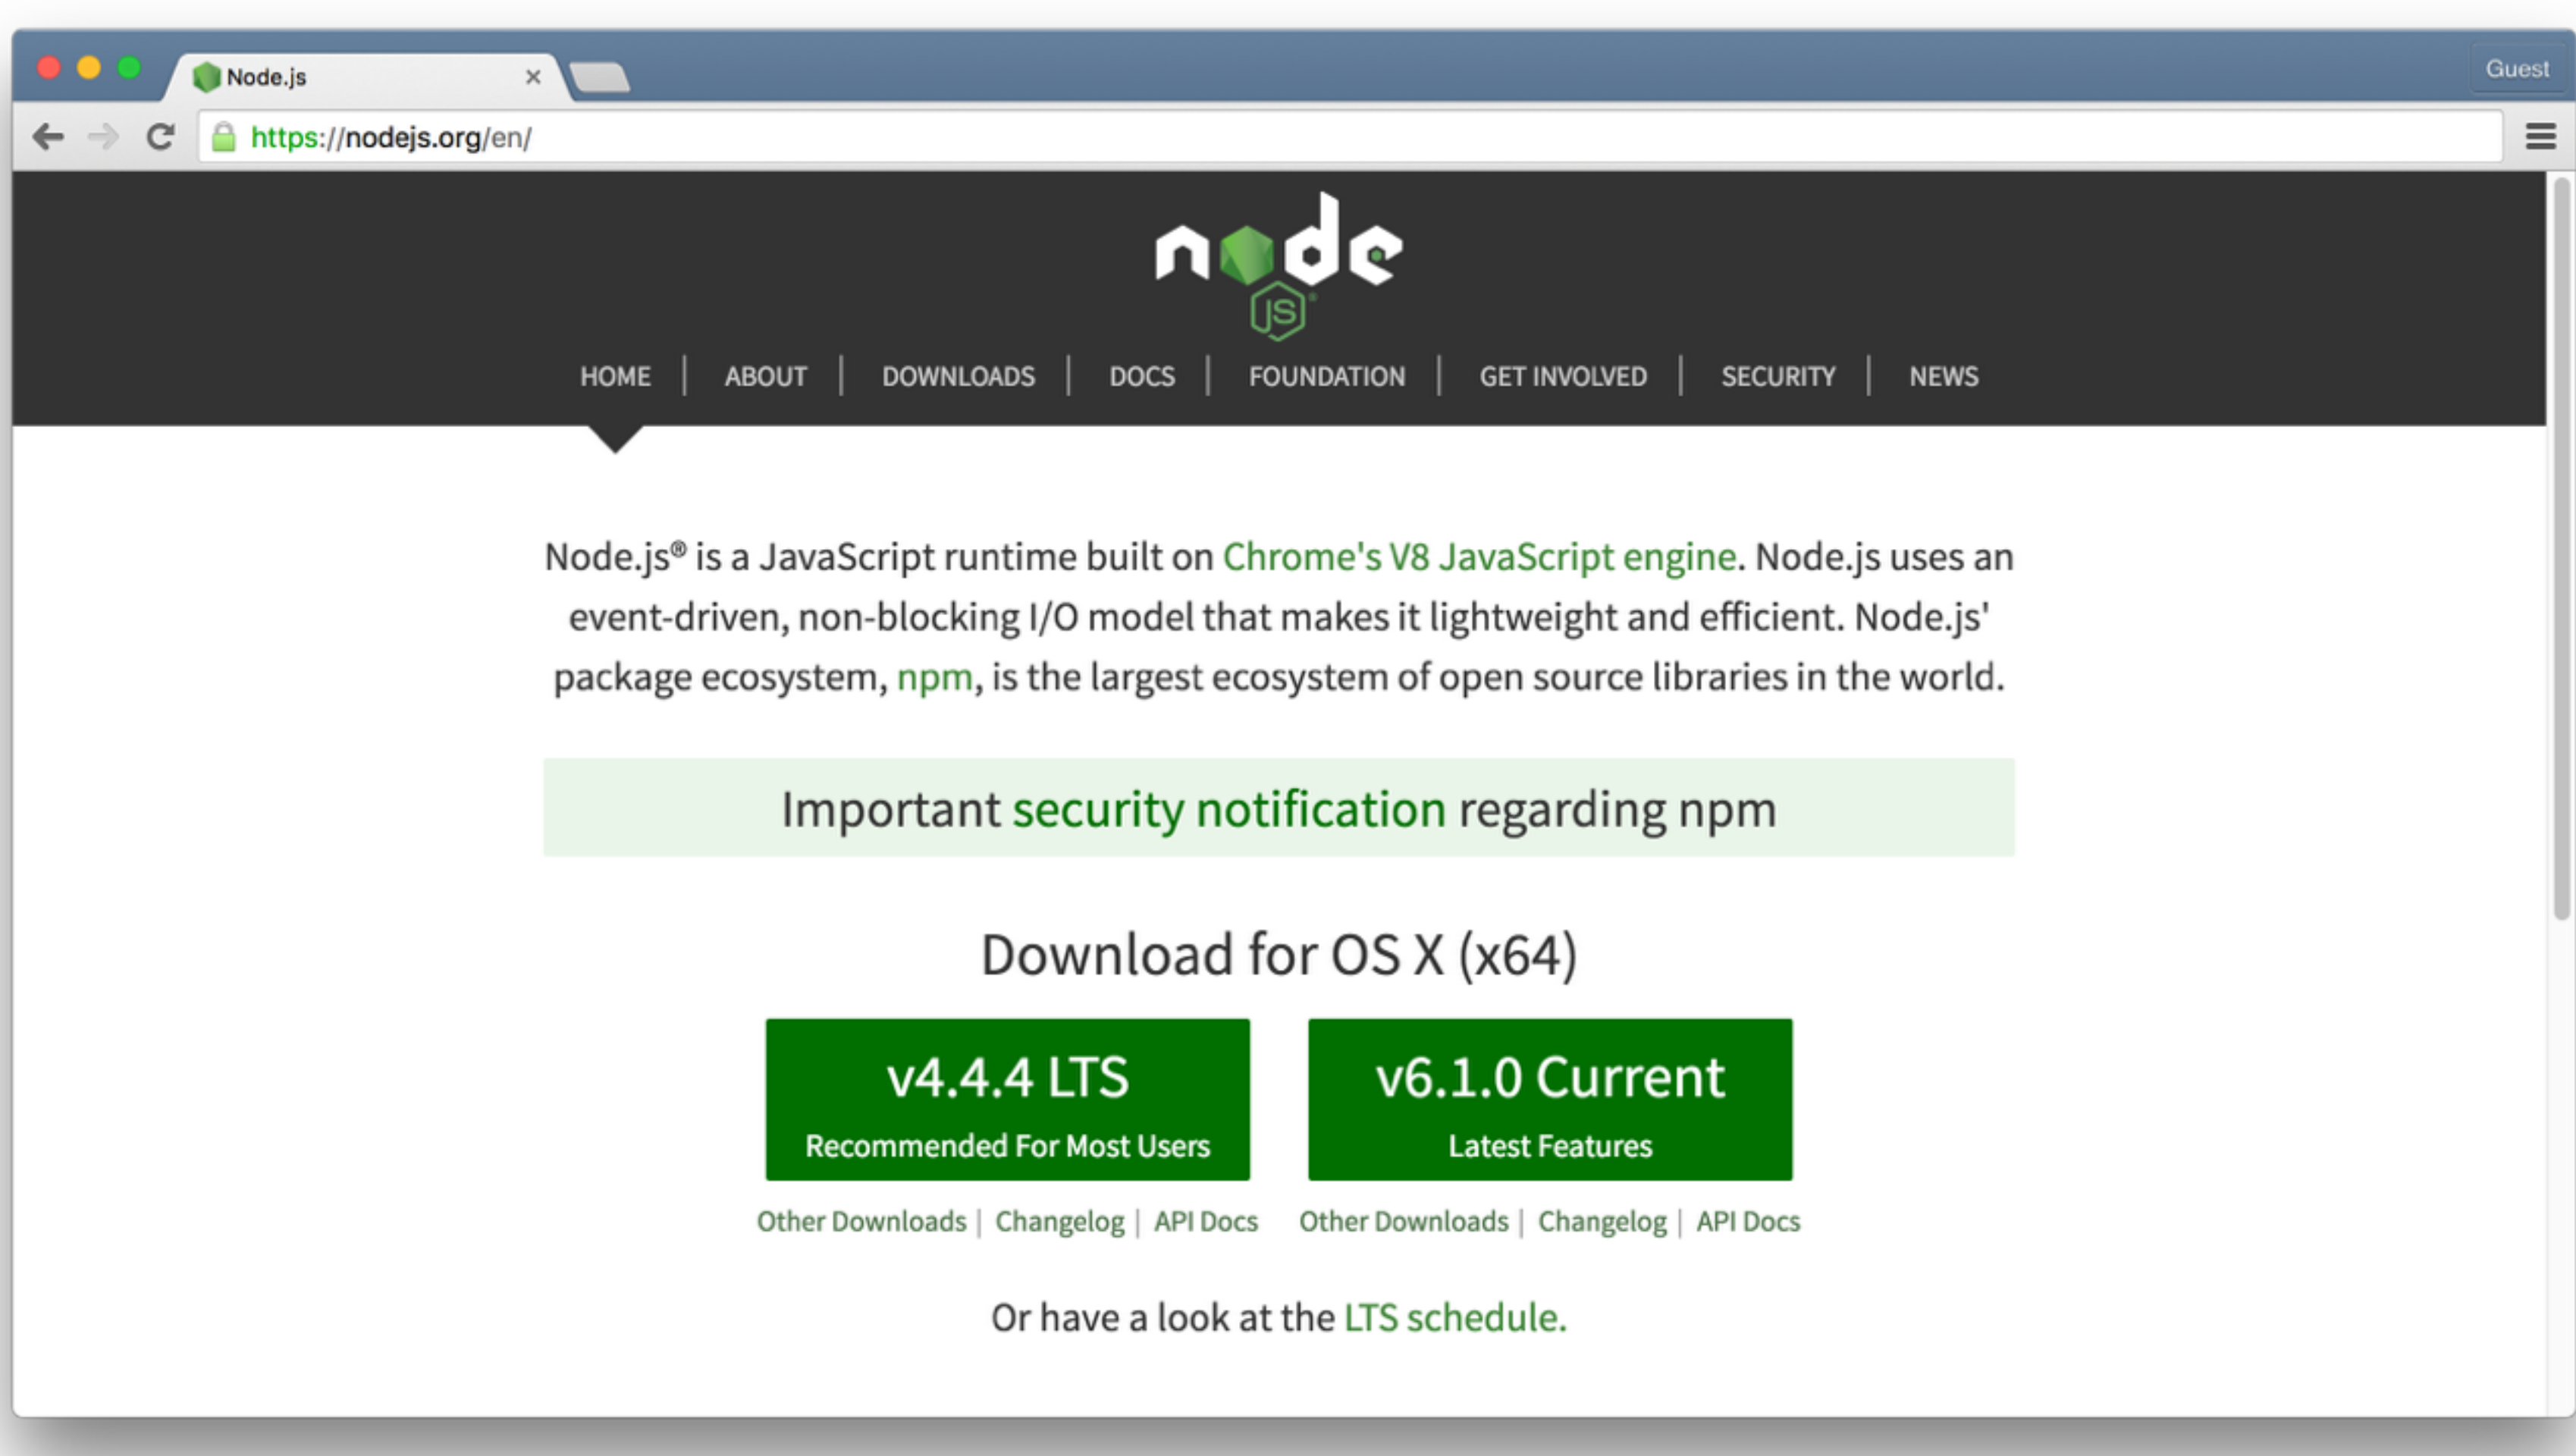 Node.js
Guest
https://nodejs.org/en/
node
JS
HOME | ABOUT | DOWNLOADS | DOCS | FOUNDATION | GET INVOLVED | SECURITY | NEWS
Node.js® is a JavaScript runtime built on Chrome's V8 JavaScript engine. Node.js uses an
event-driven, non-blocking I/O model that makes it lightweight and efficient. Node.js'
package ecosystem, npm, is the largest ecosystem of open source libraries in the world.
Important security notification regarding npm
Download for OS X (x64)
v4.4.4 LTS
Recommended For Most Users
v6.1.0 Current
Latest Features
Other Downloads | Changelog | API Docs
Other Downloads | Changelog | API Docs
Or have a look at the LTS schedule.